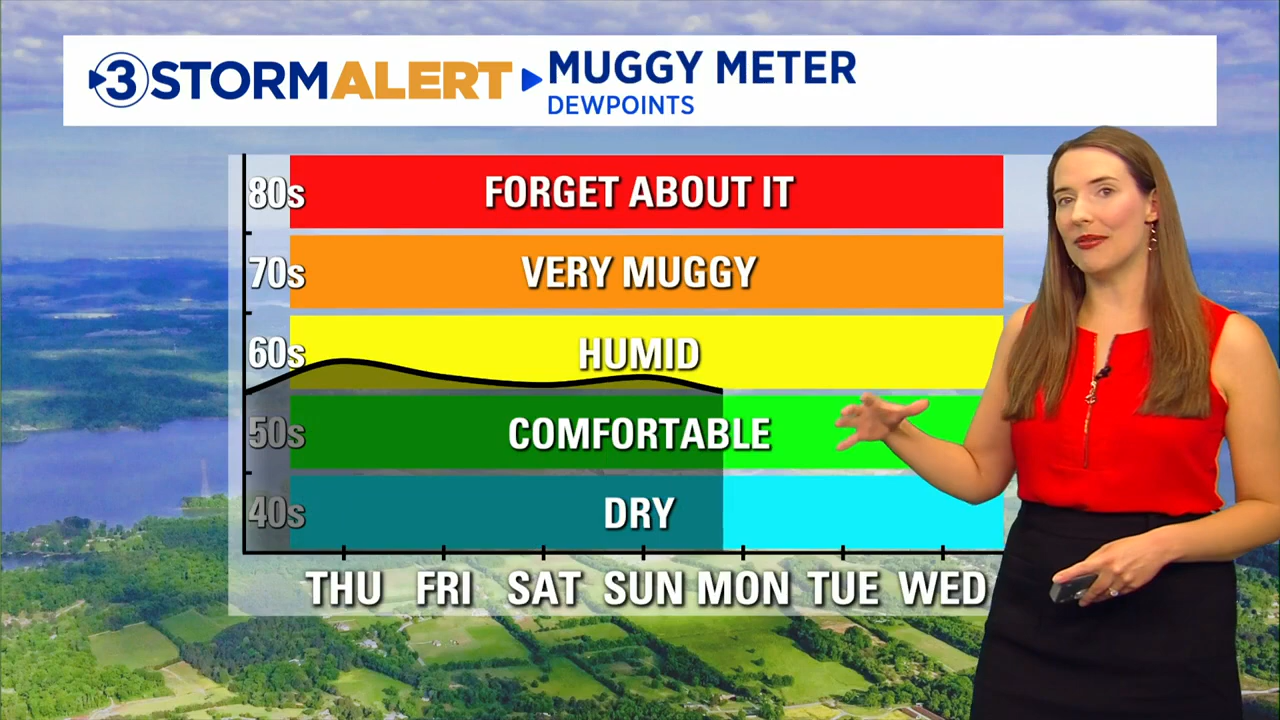 3 STORMALERT
MUGGY METER
DEWPOINTS
80s FORGET ABOUT IT
70s VERY MUGGY
60s HUMID
50s COMFORTABLE
40s DRY
THU FRI SAT SUN MON TUE WED